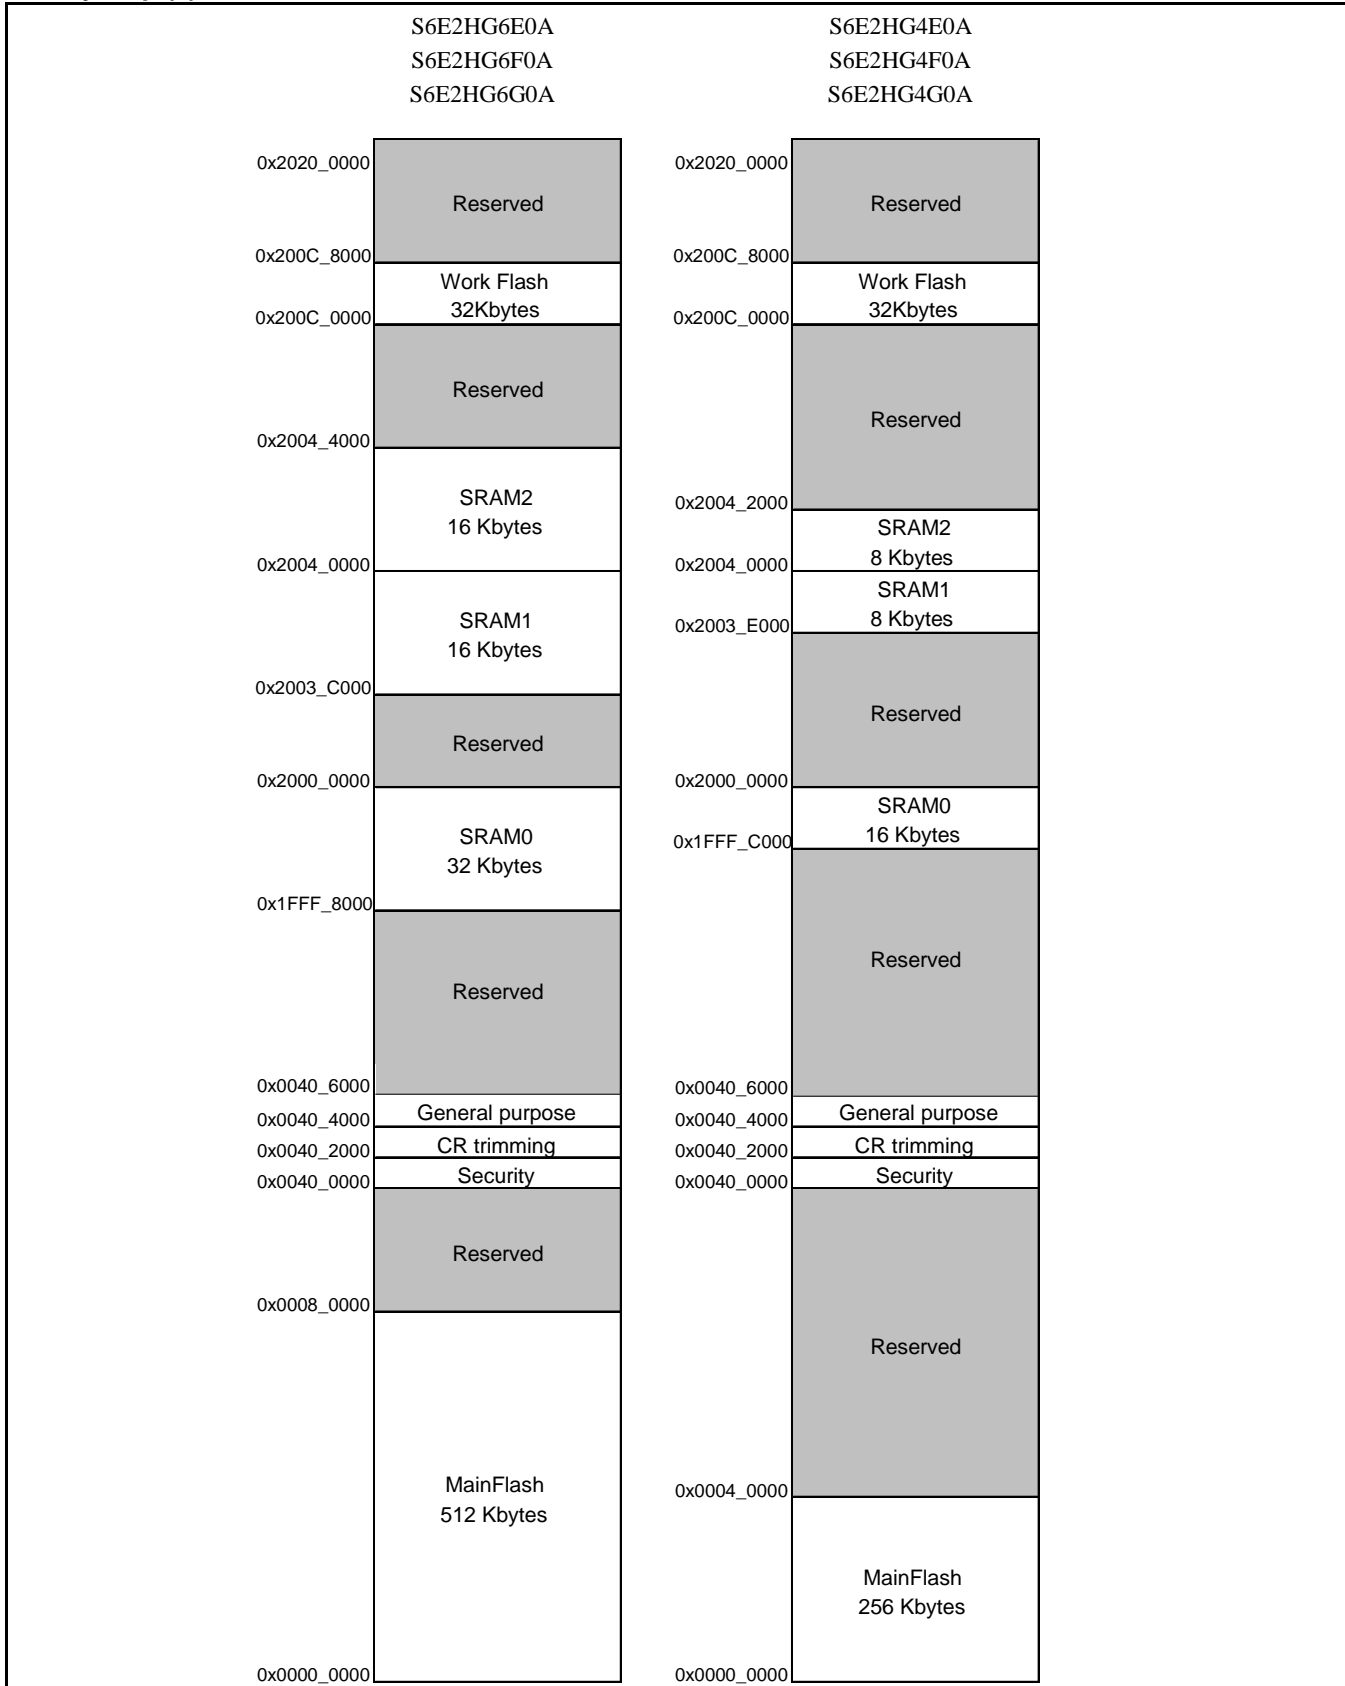 S6E2HG6E0A
S6E2HG6F0A
S6E2HG6G0A
0x2020_0000
Reserved
0x200C_8000
Work Flash
32Kbytes
0x200C_0000
Reserved
0x2004_4000
SRAM2
16 Kbytes
0x2004_0000
SRAM1
16 Kbytes
0x2003_C000
Reserved
0x2000_0000
SRAM0
32 Kbytes
0x1FFF_8000
Reserved
0x0040_6000
General purpose
0x0040_4000
CR trimming
0x0040_2000
Security
0x0040_0000
Reserved
0x0008_0000
MainFlash
512 Kbytes
0x0000_0000
S6E2HG4E0A
S6E2HG4F0A
S6E2HG4G0A
0x2020_0000
Reserved
0x200C_8000
Work Flash
32Kbytes
0x200C_0000
Reserved
0x2004_2000
SRAM2
8 Kbytes
0x2004_0000
SRAM1
8 Kbytes
0x2003_E000
Reserved
0x2000_0000
SRAM0
16 Kbytes
0x1FFF_C000
Reserved
0x0040_6000
General purpose
0x0040_4000
CR trimming
0x0040_2000
Security
0x0040_0000
Reserved
0x0004_0000
MainFlash
256 Kbytes
0x0000_0000